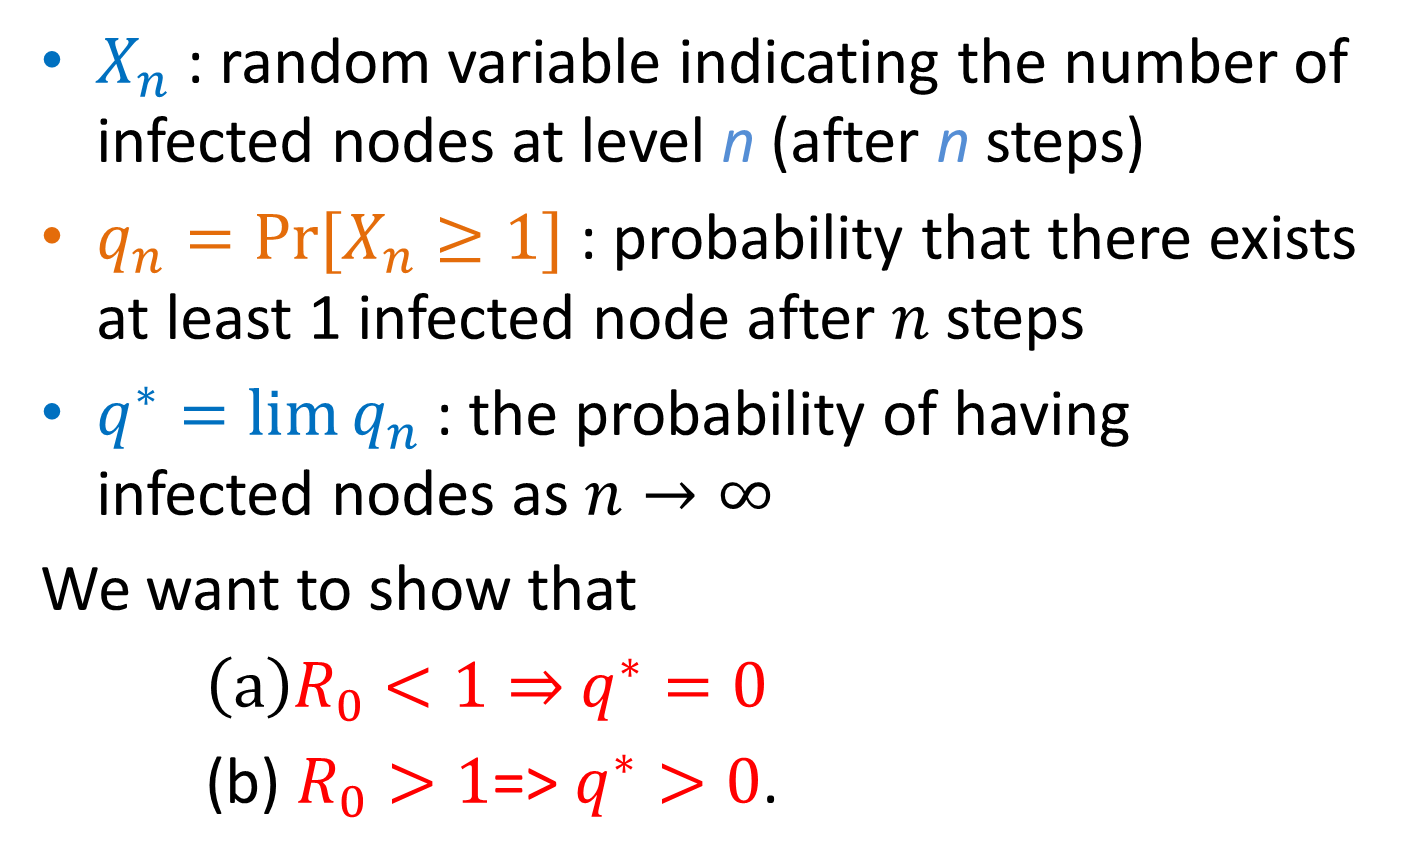 • Xₙ : random variable indicating the number of
infected nodes at level n (after n steps)
• qₙ = Pr[Xₙ ≥ 1] : probability that there exists
at least 1 infected node after n steps
• q* = lim qₙ : the probability of having
infected nodes as n → ∞
We want to show that
(a)R₀ < 1 ⇒ q* = 0
(b) R₀ > 1=> q* > 0.